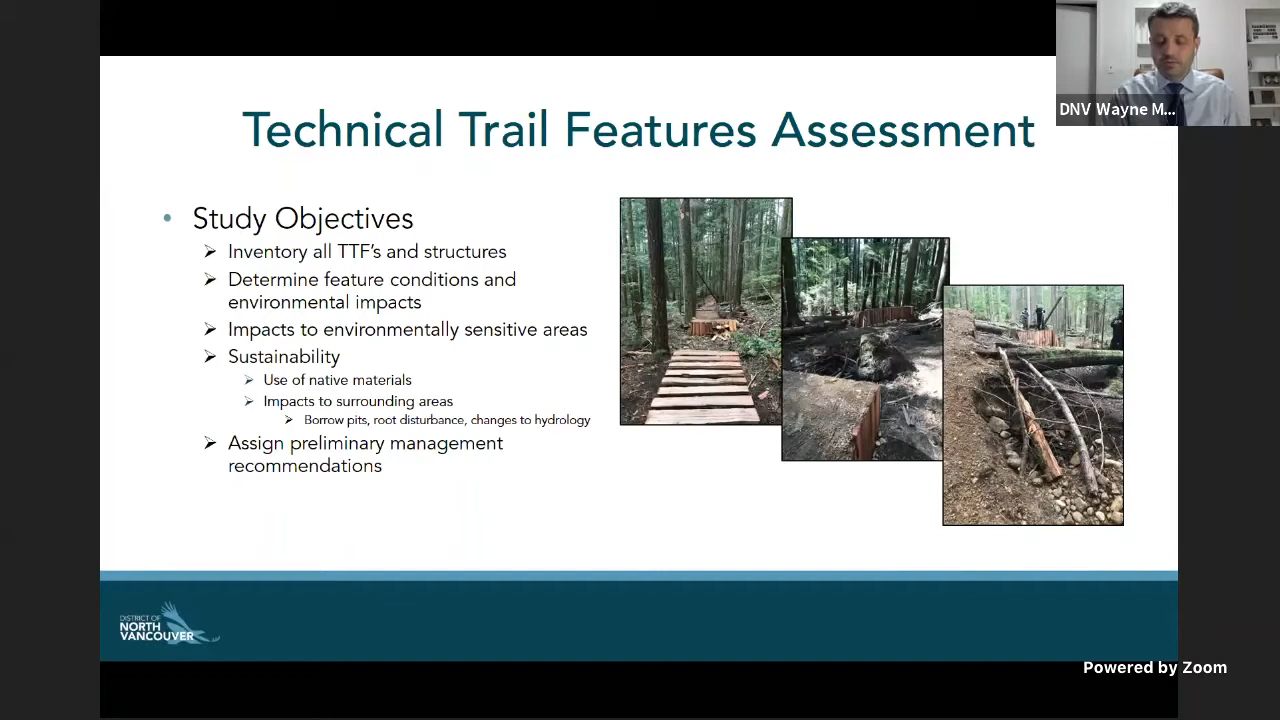 DNV Wayne M...
Technical Trail Features Assessment
• Study Objectives
Inventory all TTF's and structures
Determine feature conditions and
environmental impacts
Impacts to environmentally sensitive areas
Sustainability
Use of native materials
Impacts to surrounding areas
Borrow pits, root disturbance, changes to hydrology
Assign preliminary management
recommendations
DISTRICT OF
NORTH
VANCOUVER
Powered by Zoom